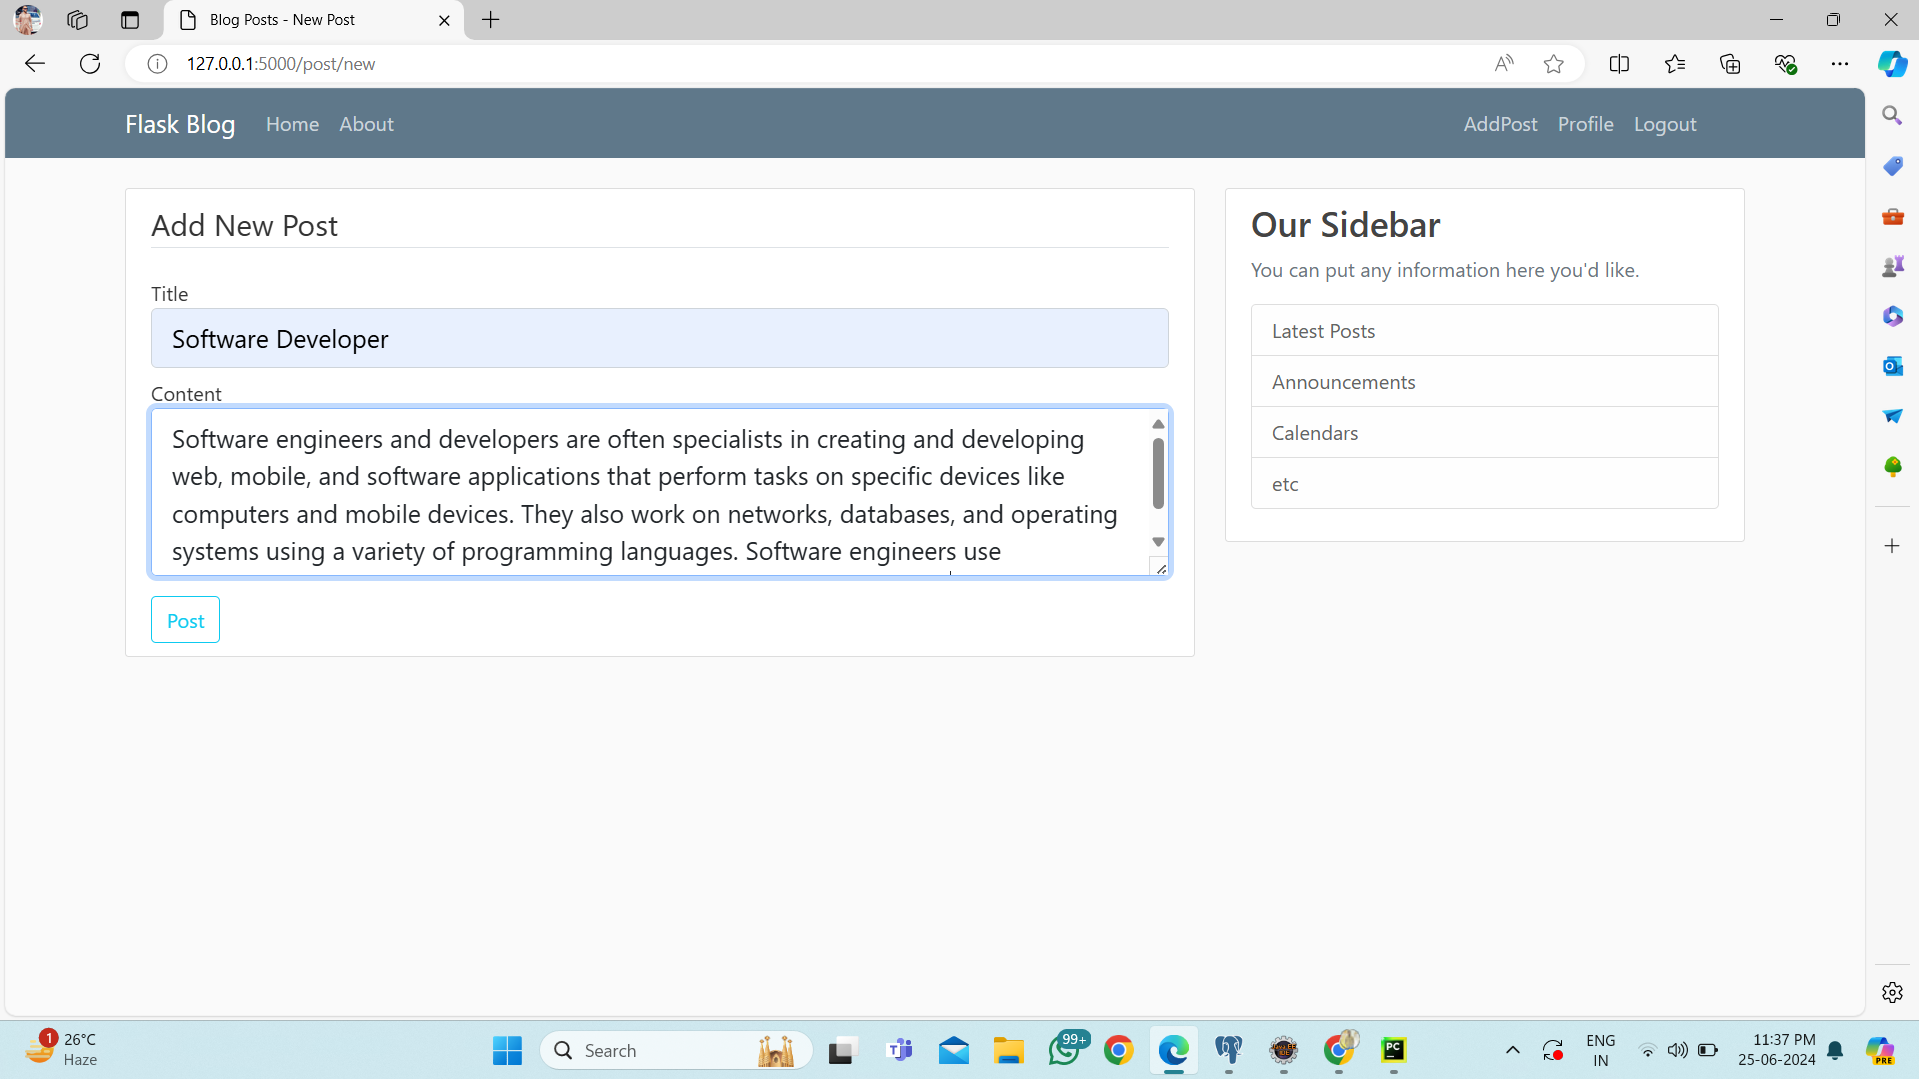 Blog Posts - New Post
127.0.0.1:5000/post/new
Flask Blog Home About AddPost Profile Logout
Add New Post
Title
Software Developer
Content
Software engineers and developers are often specialists in creating and developing
web, mobile, and software applications that perform tasks on specific devices like
computers and mobile devices. They also work on networks, databases, and operating
systems using a variety of programming languages. Software engineers use
Post
Our Sidebar
You can put any information here you'd like.
Latest Posts
Announcements
Calendars
etc
1
26°C
Haze
Search
99+
PC
ENG
IN
11:37 PM
25-06-2024
PRE